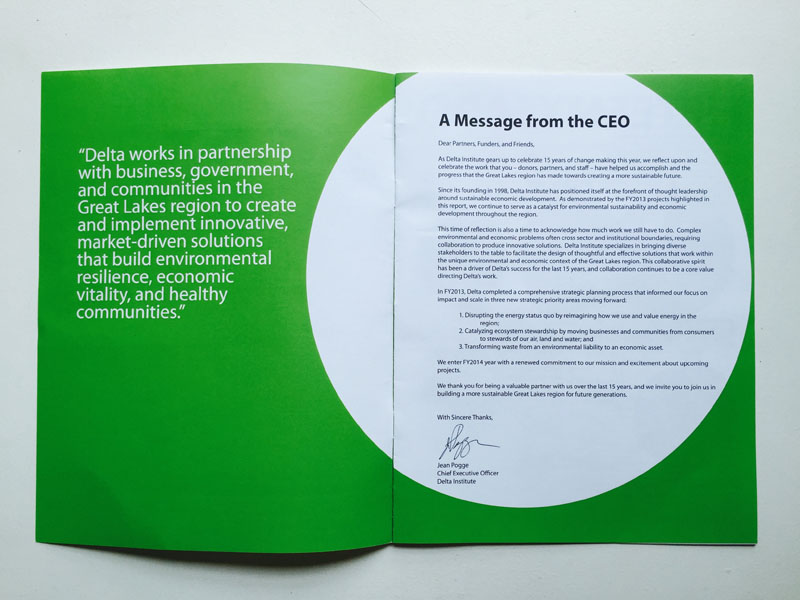 “Delta works in partnership
with business, government,
and communities in the
Great Lakes region to create
and implement innovative,
market-driven solutions
that build environmental
resilience, economic
vitality, and healthy
communities.”
A Message from the CEO
Dear Partners, Funders, and Friends,
As Delta Institute gears up to celebrate 15 years of change making this year, we reflect upon and
celebrate the work that you – donors, partners, and staff – have helped us accomplish and the
progress that the Great Lakes region has made towards creating a more sustainable future.
Since its founding in 1998, Delta Institute has positioned itself at the forefront of thought leadership
around sustainable economic development.  As demonstrated by the FY2013 projects highlighted in
this report, we continue to serve as a catalyst for environmental sustainability and economic
development throughout the region.
This time of reflection is also a time to acknowledge how much work we still have to do.  Complex
environmental and economic problems often cross sector and institutional boundaries, requiring
collaboration to produce innovative solutions.  Delta Institute specializes in bringing diverse
stakeholders to the table to facilitate the design of thoughtful and effective solutions that work within
the unique environmental and economic context of the Great Lakes region. This collaborative spirit
has been a driver of Delta’s success for the last 15 years, and collaboration continues to be a core value
directing Delta’s work.
In FY2013, Delta completed a comprehensive strategic planning process that informed our focus on
impact and scale in three new strategic priority areas moving forward:
1. Disrupting the energy status quo by reimagining how we use and value energy in the
region;
2. Catalyzing ecosystem stewardship by moving businesses and communities from consumers
to stewards of our air, land and water; and
3. Transforming waste from an environmental liability to an economic asset.
We enter FY2014 year with a renewed commitment to our mission and excitement about upcoming
projects.
We thank you for being a valuable partner with us over the last 15 years, and we invite you to join us in
building a more sustainable Great Lakes region for future generations.
With Sincere Thanks,
Jean Pogge
Chief Executive Officer
Delta Institute